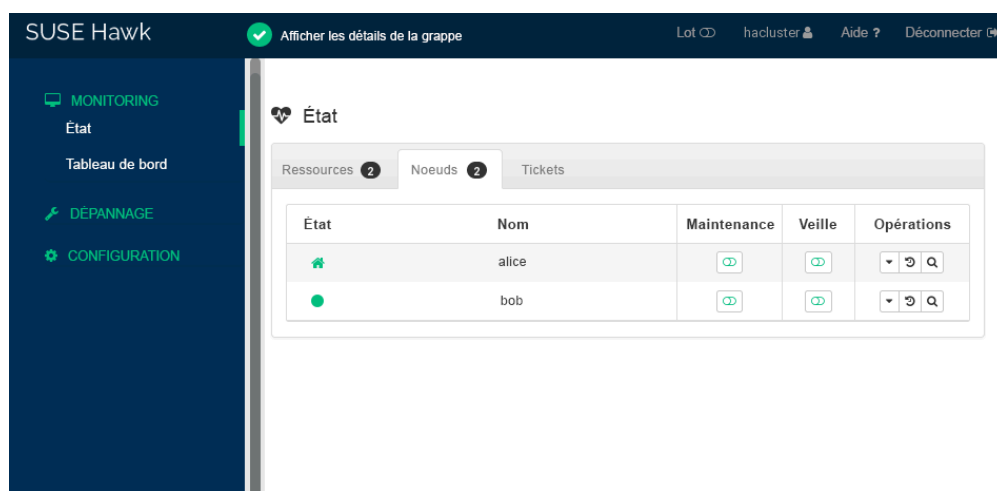 SUSE Hawk
Afficher les détails de la grappe
Lot
hacluster
Aide ?
Déconnecter
MONITORING
État
Tableau de bord
DÉPANNAGE
CONFIGURATION
État
Ressources 2 Noeuds 2 Tickets
État Nom Maintenance Veille Opérations
alice
bob